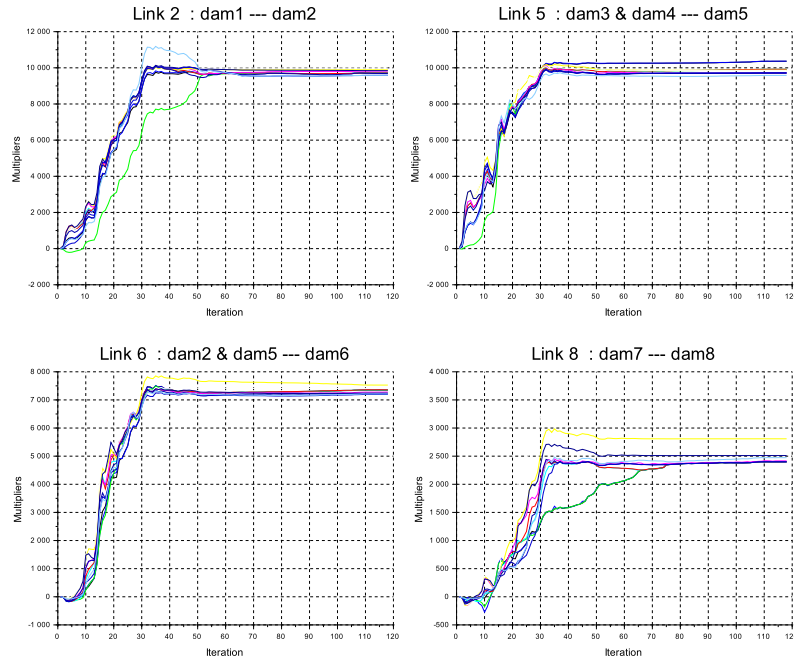 Link 2 : dam1 --- dam2
12 000
10 000
8 000
6 000
4 000
2 000
0
-2 000
Multipliers
0 10 20 30 40 50 60 70 80 90 100 110 120
Iteration
Link 5 : dam3 & dam4 --- dam5
12 000
10 000
8 000
6 000
4 000
2 000
0
-2 000
Multipliers
0 10 20 30 40 50 60 70 80 90 100 110 12
Iteration
Link 6 : dam2 & dam5 --- dam6
8 000
7 000
6 000
5 000
4 000
3 000
2 000
1 000
0
-1 000
Multipliers
0 10 20 30 40 50 60 70 80 90 100 110 120
Iteration
Link 8 : dam7 --- dam8
4 000
3 500
3 000
2 500
2 000
1 500
1 000
500
0
-500
Multipliers
0 10 20 30 40 50 60 70 80 90 100 110 12
Iteration